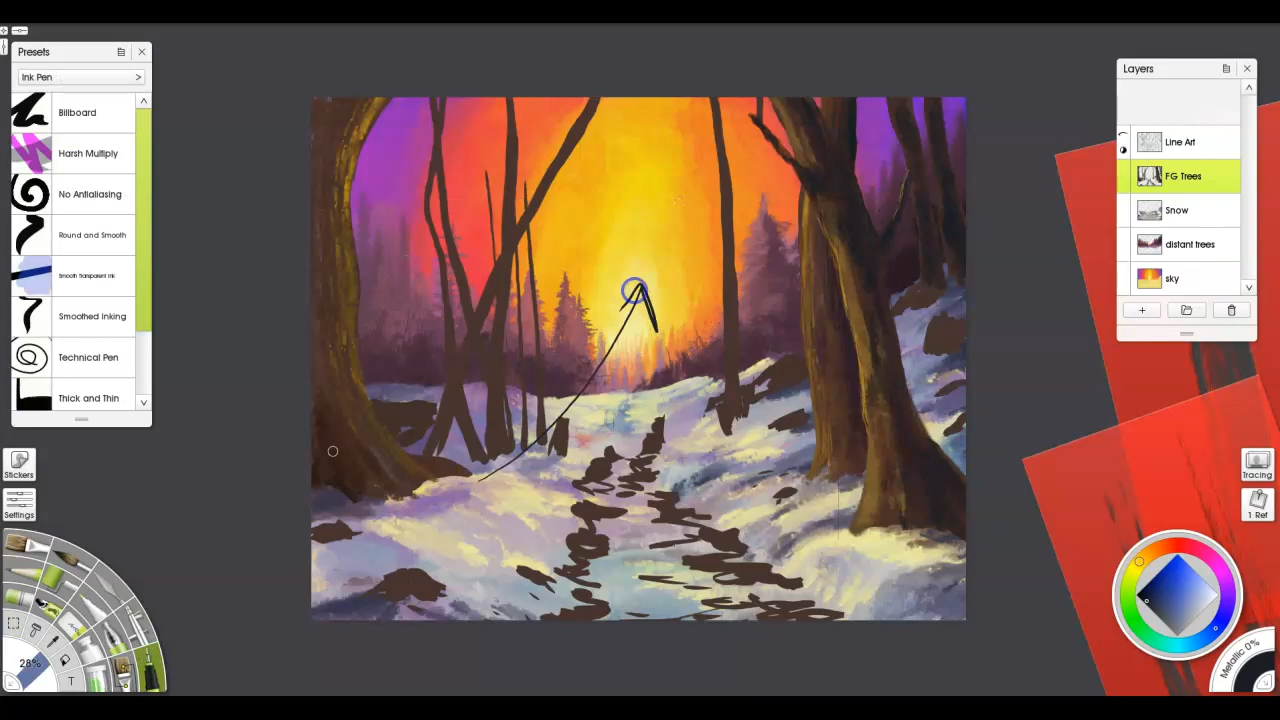 Presets
Ink Pen
>
Billboard
Harsh Multiply
No Antialiasing
Round and Smooth
Smooth Transparent Ink
Smoothed Inking
Technical Pen
Thick and Thin
Stickers
Settings
28%
T
Layers
Line Art
FG Trees
Snow
distant trees
sky
Tracing
1 Ref
Metallic 0%